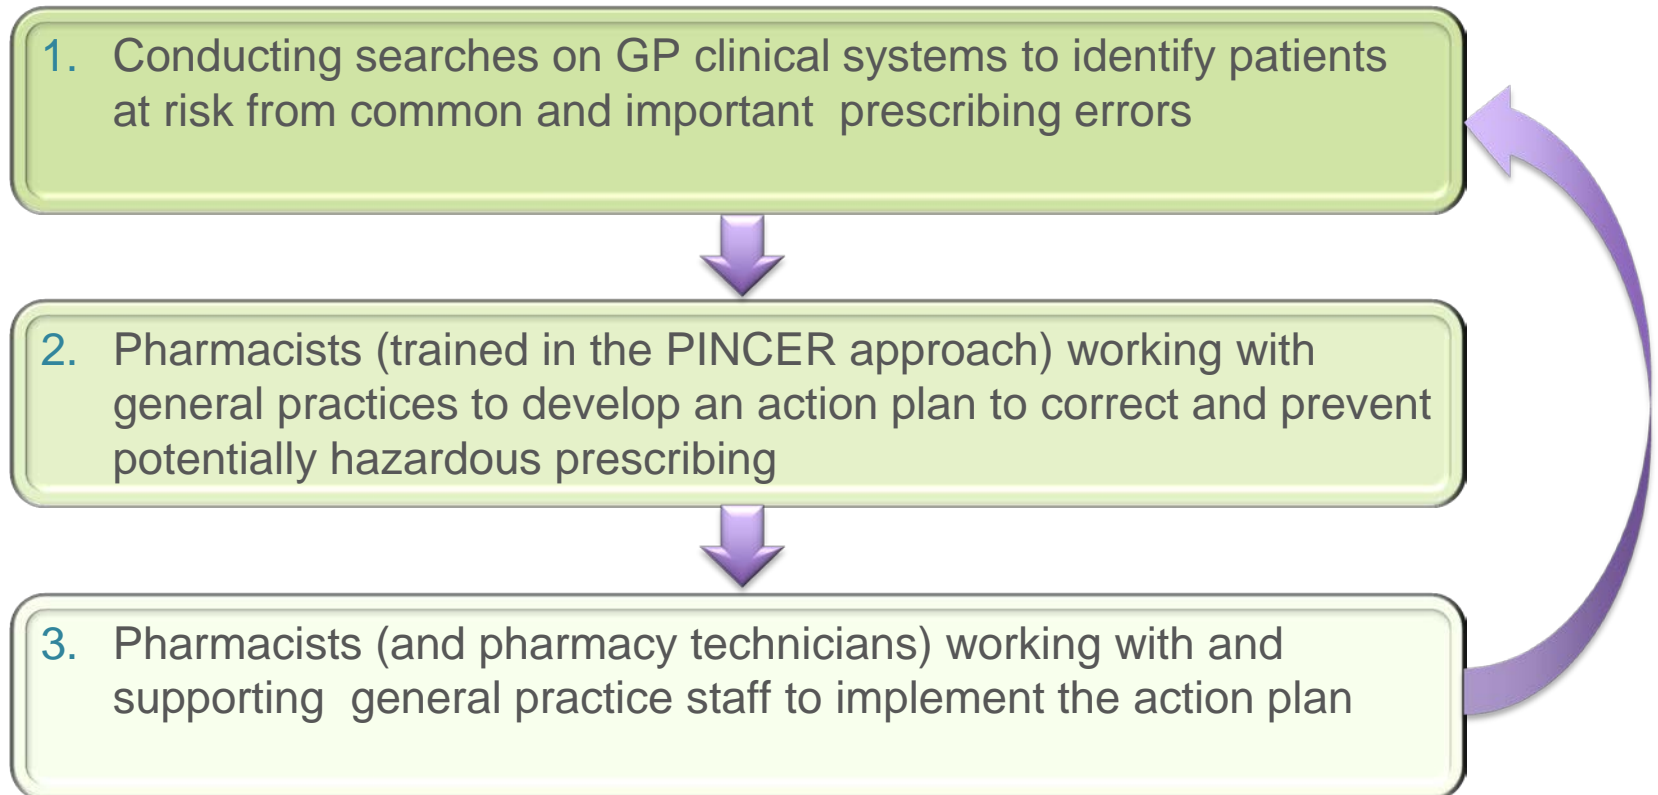 1. Conducting searches on GP clinical systems to identify patients
at risk from common and important  prescribing errors
2. Pharmacists (trained in the PINCER approach) working with
general practices to develop an action plan to correct and prevent
potentially hazardous prescribing
3. Pharmacists (and pharmacy technicians) working with and
supporting  general practice staff to implement the action plan